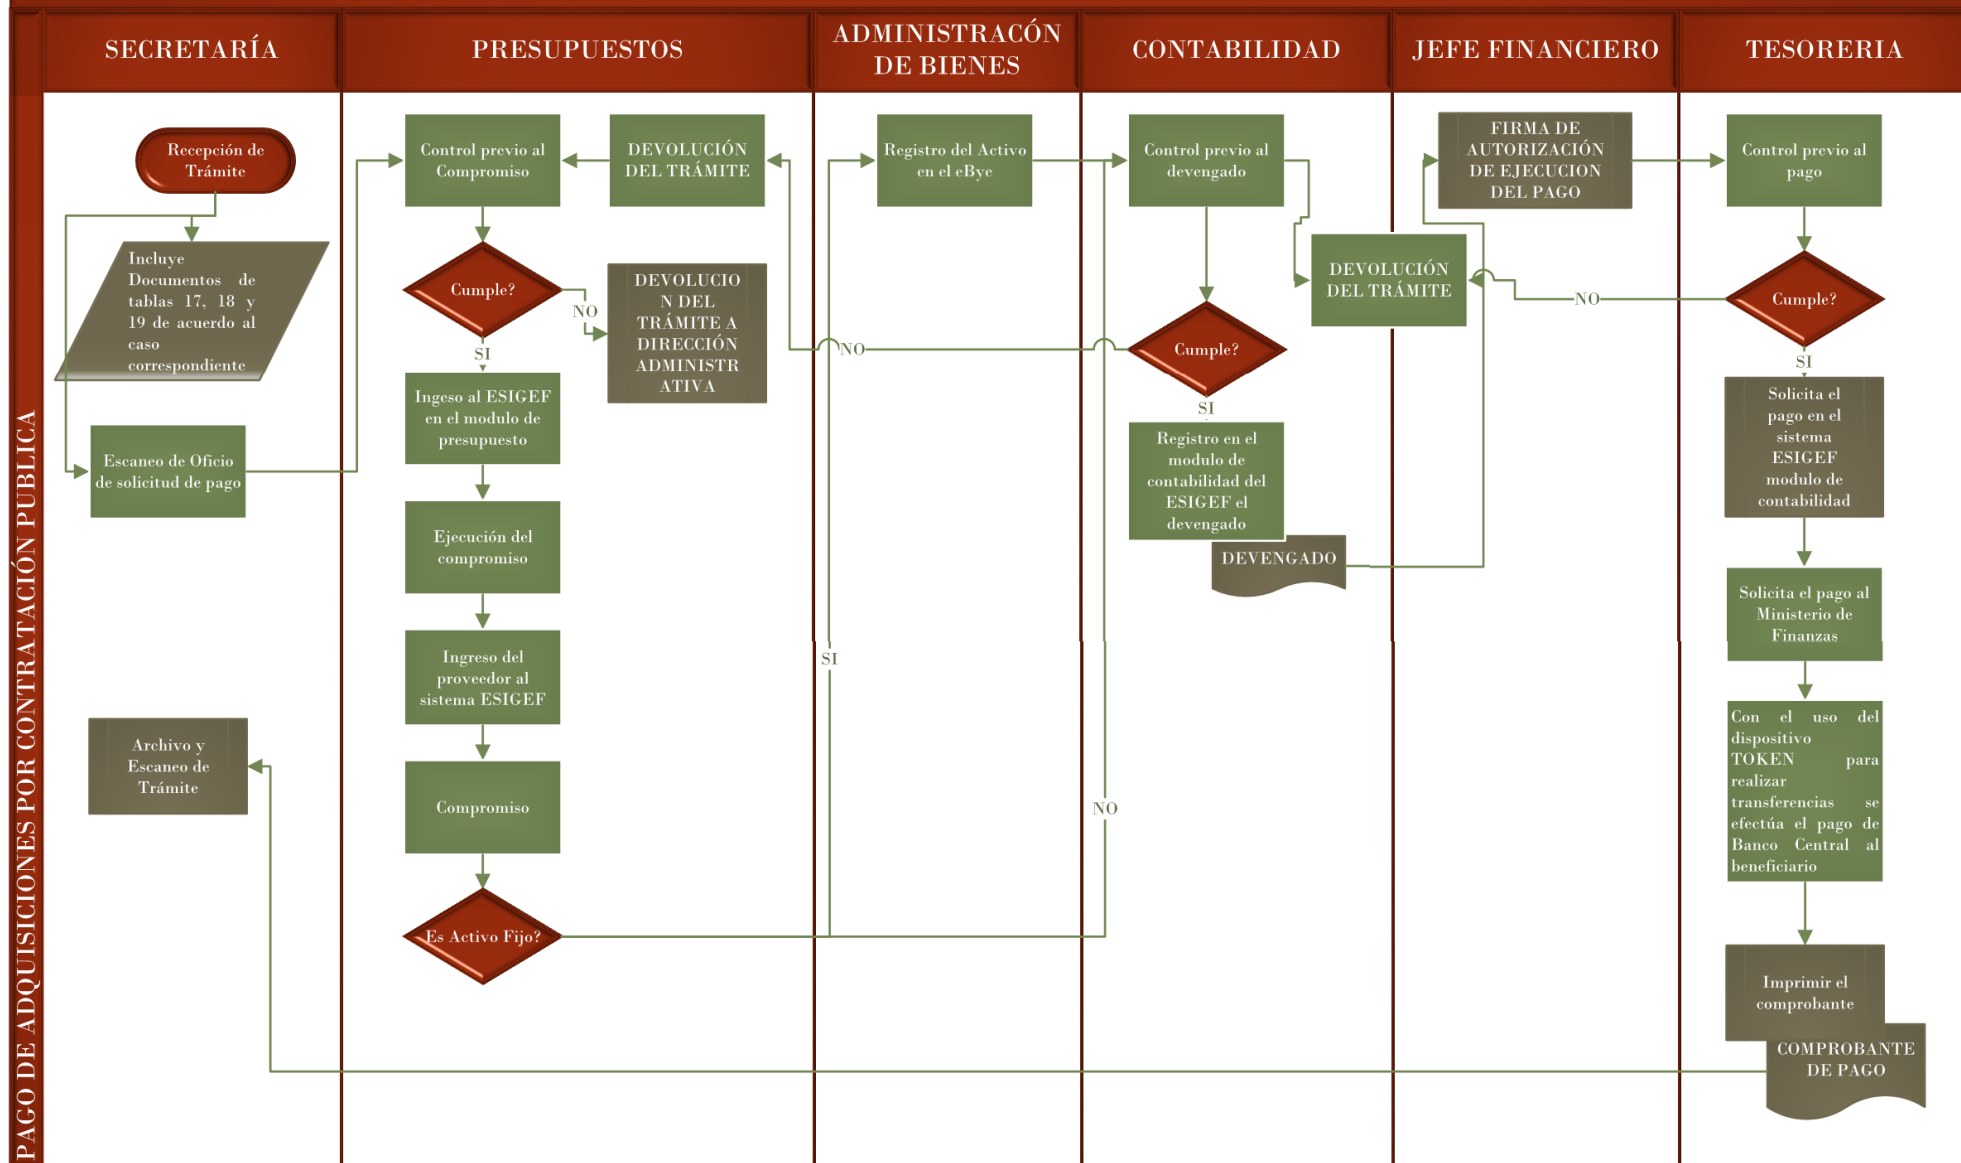 PAGO DE ADQUISICIONES POR CONTRATACIÓN PUBLICA
SECRETARÍA
PRESUPUESTOS
ADMINISTRACÓN
DE BIENES
CONTABILIDAD
JEFE FINANCIERO
TESORERIA
Recepción de
Trámite
Incluye
Documentos de
tablas 17, 18 y
19 de acuerdo al
caso
correspondiente
Escaneo de Oficio
de solicitud de pago
Archivo y
Escaneo de
Trámite
Control previo al
Compromiso
DEVOLUCIÓN
DEL TRÁMITE
Cumple?
NO
DEVOLUCIO
N DEL
TRÁMITE A
DIRECCIÓN
ADMINISTR
ATIVA
SI
Ingeso al ESIGEF
en el modulo de
presupuesto
Ejecución del
compromiso
Ingreso del
proveedor al
sistema ESIGEF
Compromiso
Es Activo Fijo?
Registro del Activo
en el eBye
NO
SI
Control previo al
devengado
Cumple?
SI
Registro en el
modulo de
contabilidad del
ESIGEF el
devengado
DEVENGADO
NO
FIRMA DE
AUTORIZACIÓN
DE EJECUCION
DEL PAGO
DEVOLUCIÓN
DEL TRÁMITE
NO
Control previo al
pago
Cumple?
SI
Solicita el
pago en el
sistema
ESIGEF
modulo de
contabilidad
Solicita el pago al
Ministerio de
Finanzas
Con el uso del
dispositivo
TOKEN para
realizar
transferencias se
efectúa el pago de
Banco Central al
beneficiario
Imprimir el
comprobante
COMPROBANTE
DE PAGO